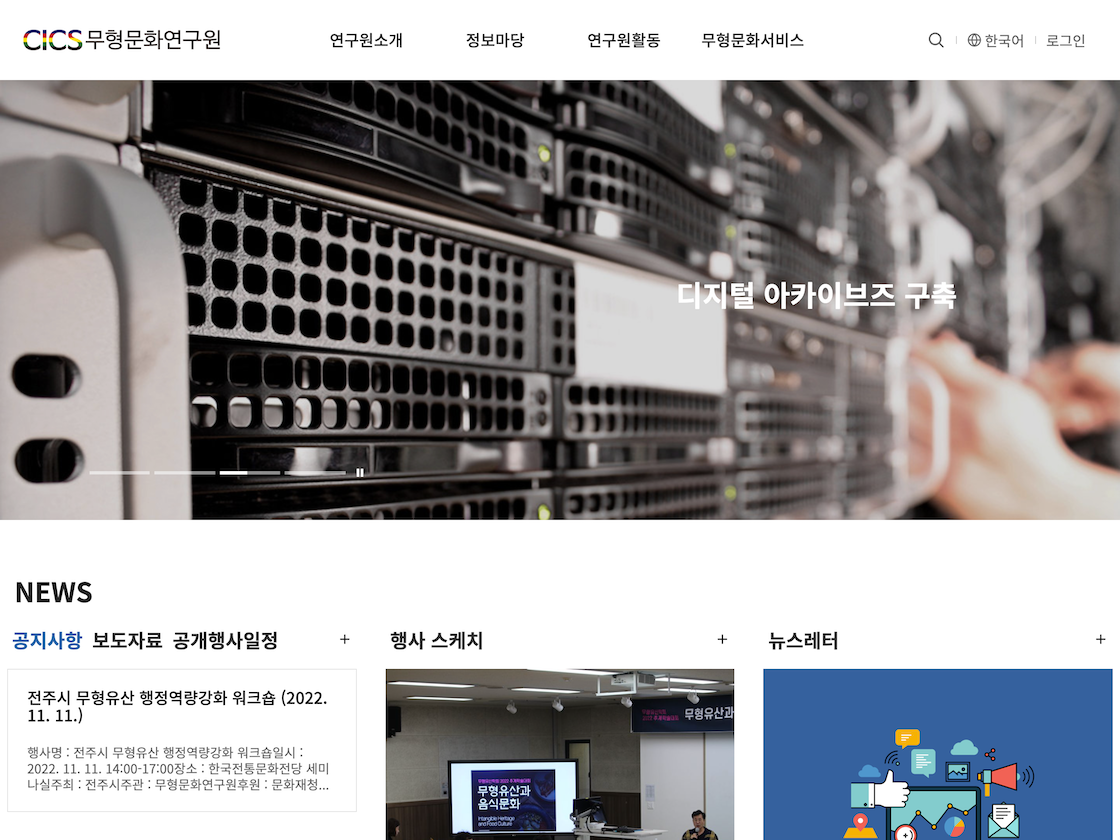 CICS 무형문화연구원
연구원소개 정보마당 연구원활동 무형문화서비스
한국어 로그인
디지털 아카이브즈 구축
NEWS
공지사항 보도자료 공개행사일정 +
전주시 무형유산 행정역량강화 워크숍 (2022.
11. 11.)
행사명 : 전주시 무형유산 행정역량강화 워크숍일시 :
2022. 11. 11. 14:00-17:00장소 : 한국전통문화전당 세미
나실주최 : 전주시주관 : 무형문화연구원후원 : 문화재청...
행사 스케치 +
무형유산과
무형유산과
음식문화
Intangible Heritage
and Food Culture
뉴스레터 +